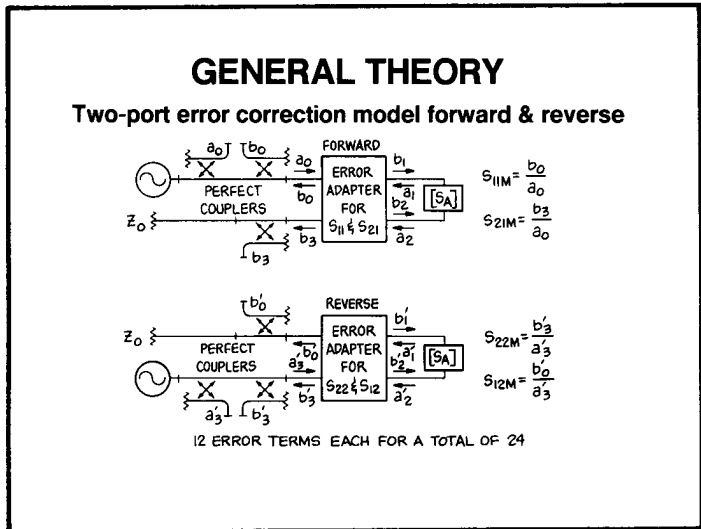 GENERAL THEORY
Two-port error correction model forward & reverse
a₀ b₀ a₀ FORWARD b₁
PERFECT COUPLERS
b₀
ERROR ADAPTER FOR S₁₁ & S₂₁
a₁
b₂
[S_A]
Z₀
b₃
a₂
b₃
S₁₁M = b₀/a₀
S₂₁M = b₃/a₀
b'₀ REVERSE b'₁
Z₀
PERFECT COUPLERS
b'₀
a'₃
ERROR ADAPTER FOR S₂₂ & S₁₂
a'₁
b'₂
[S_A]
b'₃
a'₂
a'₃ b'₃
S₂₂M = b'₃/a'₃
S₁₂M = b'₀/a'₃
12 ERROR TERMS EACH FOR A TOTAL OF 24